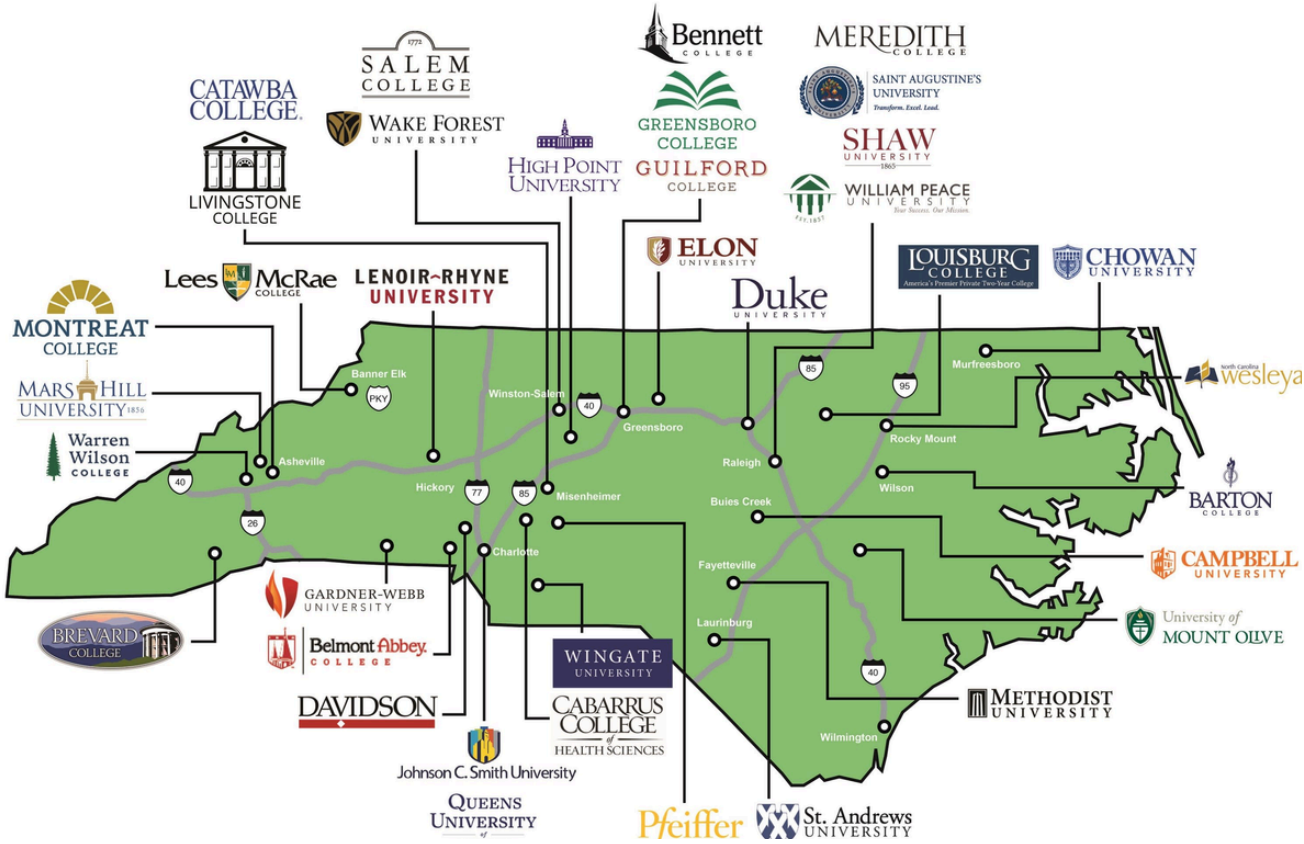 Bennett
COLLEGE
MEREDITH
COLLEGE
1772
SALEM
COLLEGE
GREENSBORO
COLLEGE
SAINT AUGUSTINE'S
UNIVERSITY
Transform. Excel. Lead.
CATAWBA
COLLEGE
WAKE FOREST
UNIVERSITY
HIGH POINT
UNIVERSITY
GUILFORD
COLLEGE
SHAW
UNIVERSITY
1865
LIVINGSTONE
COLLEGE
WILLIAM PEACE
UNIVERSITY
Your Success. Our Mission.
EST. 1857
ELON
UNIVERSITY
LOUISBURG
COLLEGE
America's Premier Private Two-Year College
CHOWAN
UNIVERSITY
Lees McRae
COLLEGE
LM
LENOIR-RHYNE
UNIVERSITY
Duke
UNIVERSITY
MONTREAT
COLLEGE
MARS HILL
UNIVERSITY 1856
Warren
Wilson
COLLEGE
North Carolina
wesleya
BARTON
COLLEGE
CAMPBELL
UNIVERSITY
University of
MOUNT OLIVE
METHODIST
UNIVERSITY
Banner Elk
PKY
Winston-Salem
40
Greensboro
85
95
Murfreesboro
Rocky Mount
Raleigh
Wilson
Asheville
40
26
Hickory
77
85
Misenheimer
Buies Creek
Charlotte
Fayetteville
Laurinburg
40
Wilmington
BREVARD
COLLEGE
GARDNER-WEBB
UNIVERSITY
Belmont Abbey
COLLEGE
DAVIDSON
WINGATE
UNIVERSITY
CABARRUS
COLLEGE
of
HEALTH SCIENCES
Johnson C. Smith University
QUEENS
UNIVERSITY
of
Pfeiffer
St. Andrews
UNIVERSITY